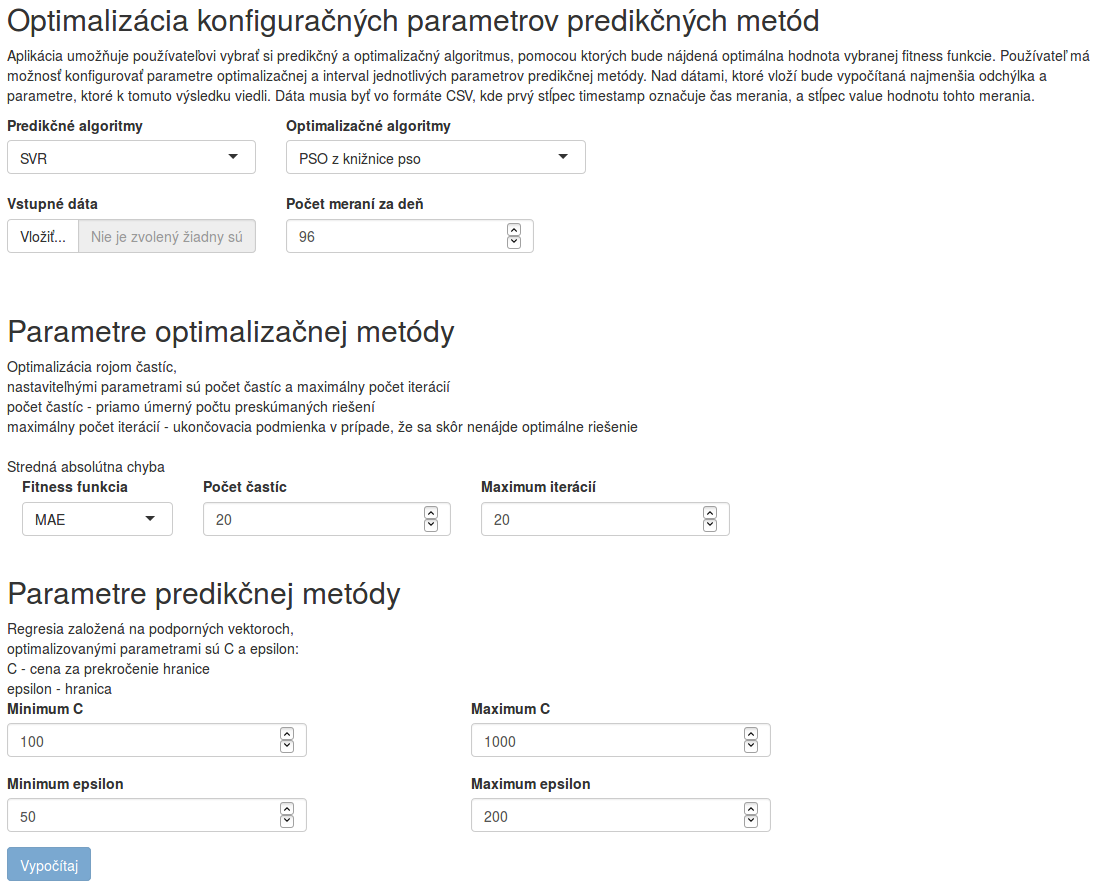 Optimalizácia konfiguračných parametrov predikčných metód
Aplikácia umožňuje používateľovi vybrať si predikčný a optimalizačný algoritmus, pomocou ktorých bude nájdená optimálna hodnota vybranej fitness funkcie. Používateľ má
možnosť konfigurovať parametre optimalizačnej a interval jednotlivých parametrov predikčnej metódy. Nad dátami, ktoré vloží bude vypočítaná najmenšia odchýlka a
parametre, ktoré k tomuto výsledku viedli. Dáta musia byť vo formáte CSV, kde prvý stĺpec timestamp označuje čas merania, a stĺpec value hodnotu tohto merania.
Predikčné algoritmy Optimalizačné algoritmy
SVR PSO z knižnice pso
Vstupné dáta Počet meraní za deň
Vložiť... Nie je zvolený žiadny sú 96
Parametre optimalizačnej metódy
Optimalizácia rojom častíc,
nastaviteľnými parametrami sú počet častíc a maximálny počet iterácií
počet častíc - priamo úmerný počtu preskúmaných riešení
maximálny počet iterácií - ukončovacia podmienka v prípade, že sa skôr nenájde optimálne riešenie
Stredná absolútna chyba
Fitness funkcia Počet častíc Maximum iterácií
MAE 20 20
Parametre predikčnej metódy
Regresia založená na podporných vektoroch,
optimalizovanými parametrami sú C a epsilon:
C - cena za prekročenie hranice
epsilon - hranica
Minimum C Maximum C
100 1000
Minimum epsilon Maximum epsilon
50 200
Vypočítaj